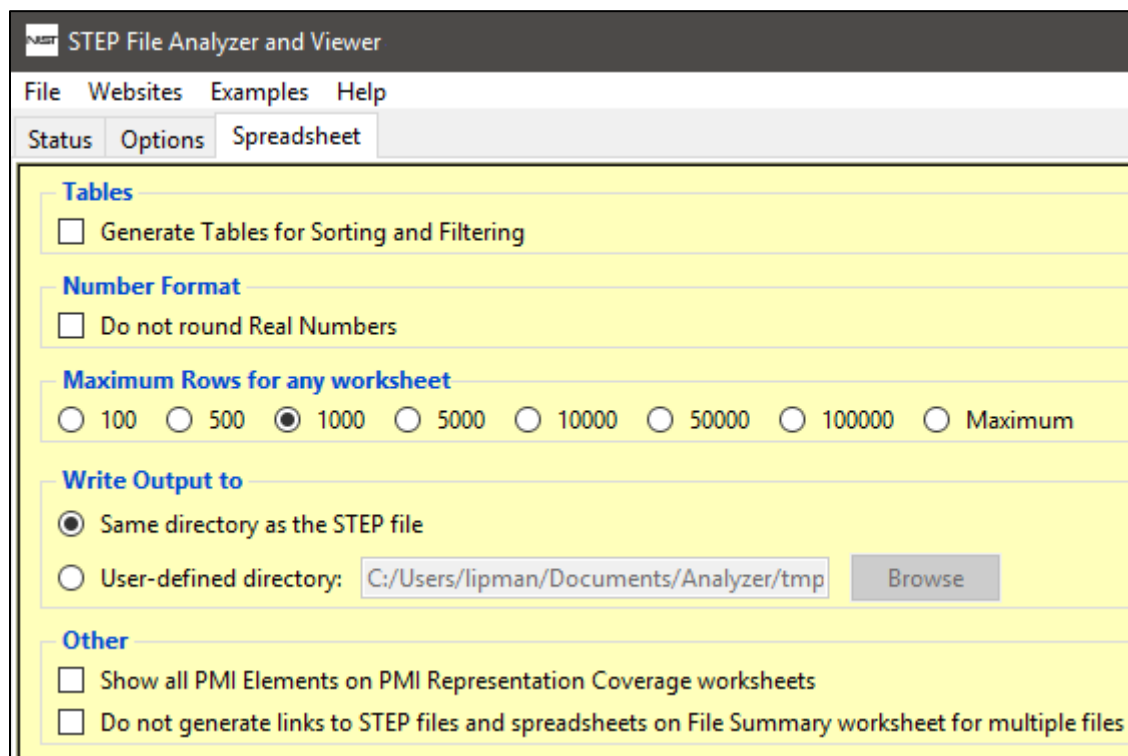 NIST STEP File Analyzer and Viewer
File Websites Examples Help
Status Options Spreadsheet
Tables
Generate Tables for Sorting and Filtering
Number Format
Do not round Real Numbers
Maximum Rows for any worksheet
100 500 1000 5000 10000 50000 100000 Maximum
Write Output to
Same directory as the STEP file
User-defined directory: C:/Users/lipman/Documents/Analyzer/tmp Browse
Other
Show all PMI Elements on PMI Representation Coverage worksheets
Do not generate links to STEP files and spreadsheets on File Summary worksheet for multiple files